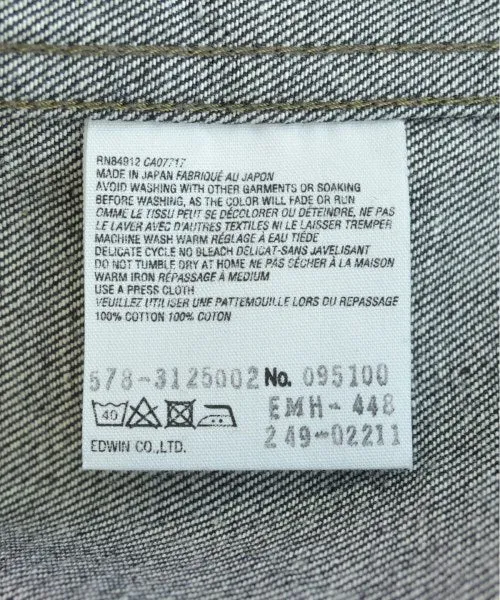 RN84912 CA07717
MADE IN JAPAN FABRIQUÉ AU JAPON
AVOID WASHING WITH OTHER GARMENTS OR SOAKING
BEFORE WASHING, AS THE COLOR WILL FADE OR RUN
OMME LE TISSU PEUT SE DÉCOLORER OU DÉTEINDRE, NE PAS
LE LAVER AVEC D'AUTRES TEXTILES NI LE LAISSER TREMPER
MACHINE WASH WARM RÉGLAGE À EAU TIÈDE
DELICATE CYCLE NO BLEACH DÉLICAT-SANS JAVELISANT
DO NOT TUMBLE DRY AT HOME NE PAS SÉCHER À LA MAISON
WARM IRON REPASSAGE À MEDIUM
USE A PRESS CLOTH
VEUILLEZ UTILISER UNE PATTEMOUILLE LORS DU REPASSAGE
100% COTTON 100% COTON
578-3125002 No. 095100
40 EMH-448
249-02211
EDWIN CO.,LTD.